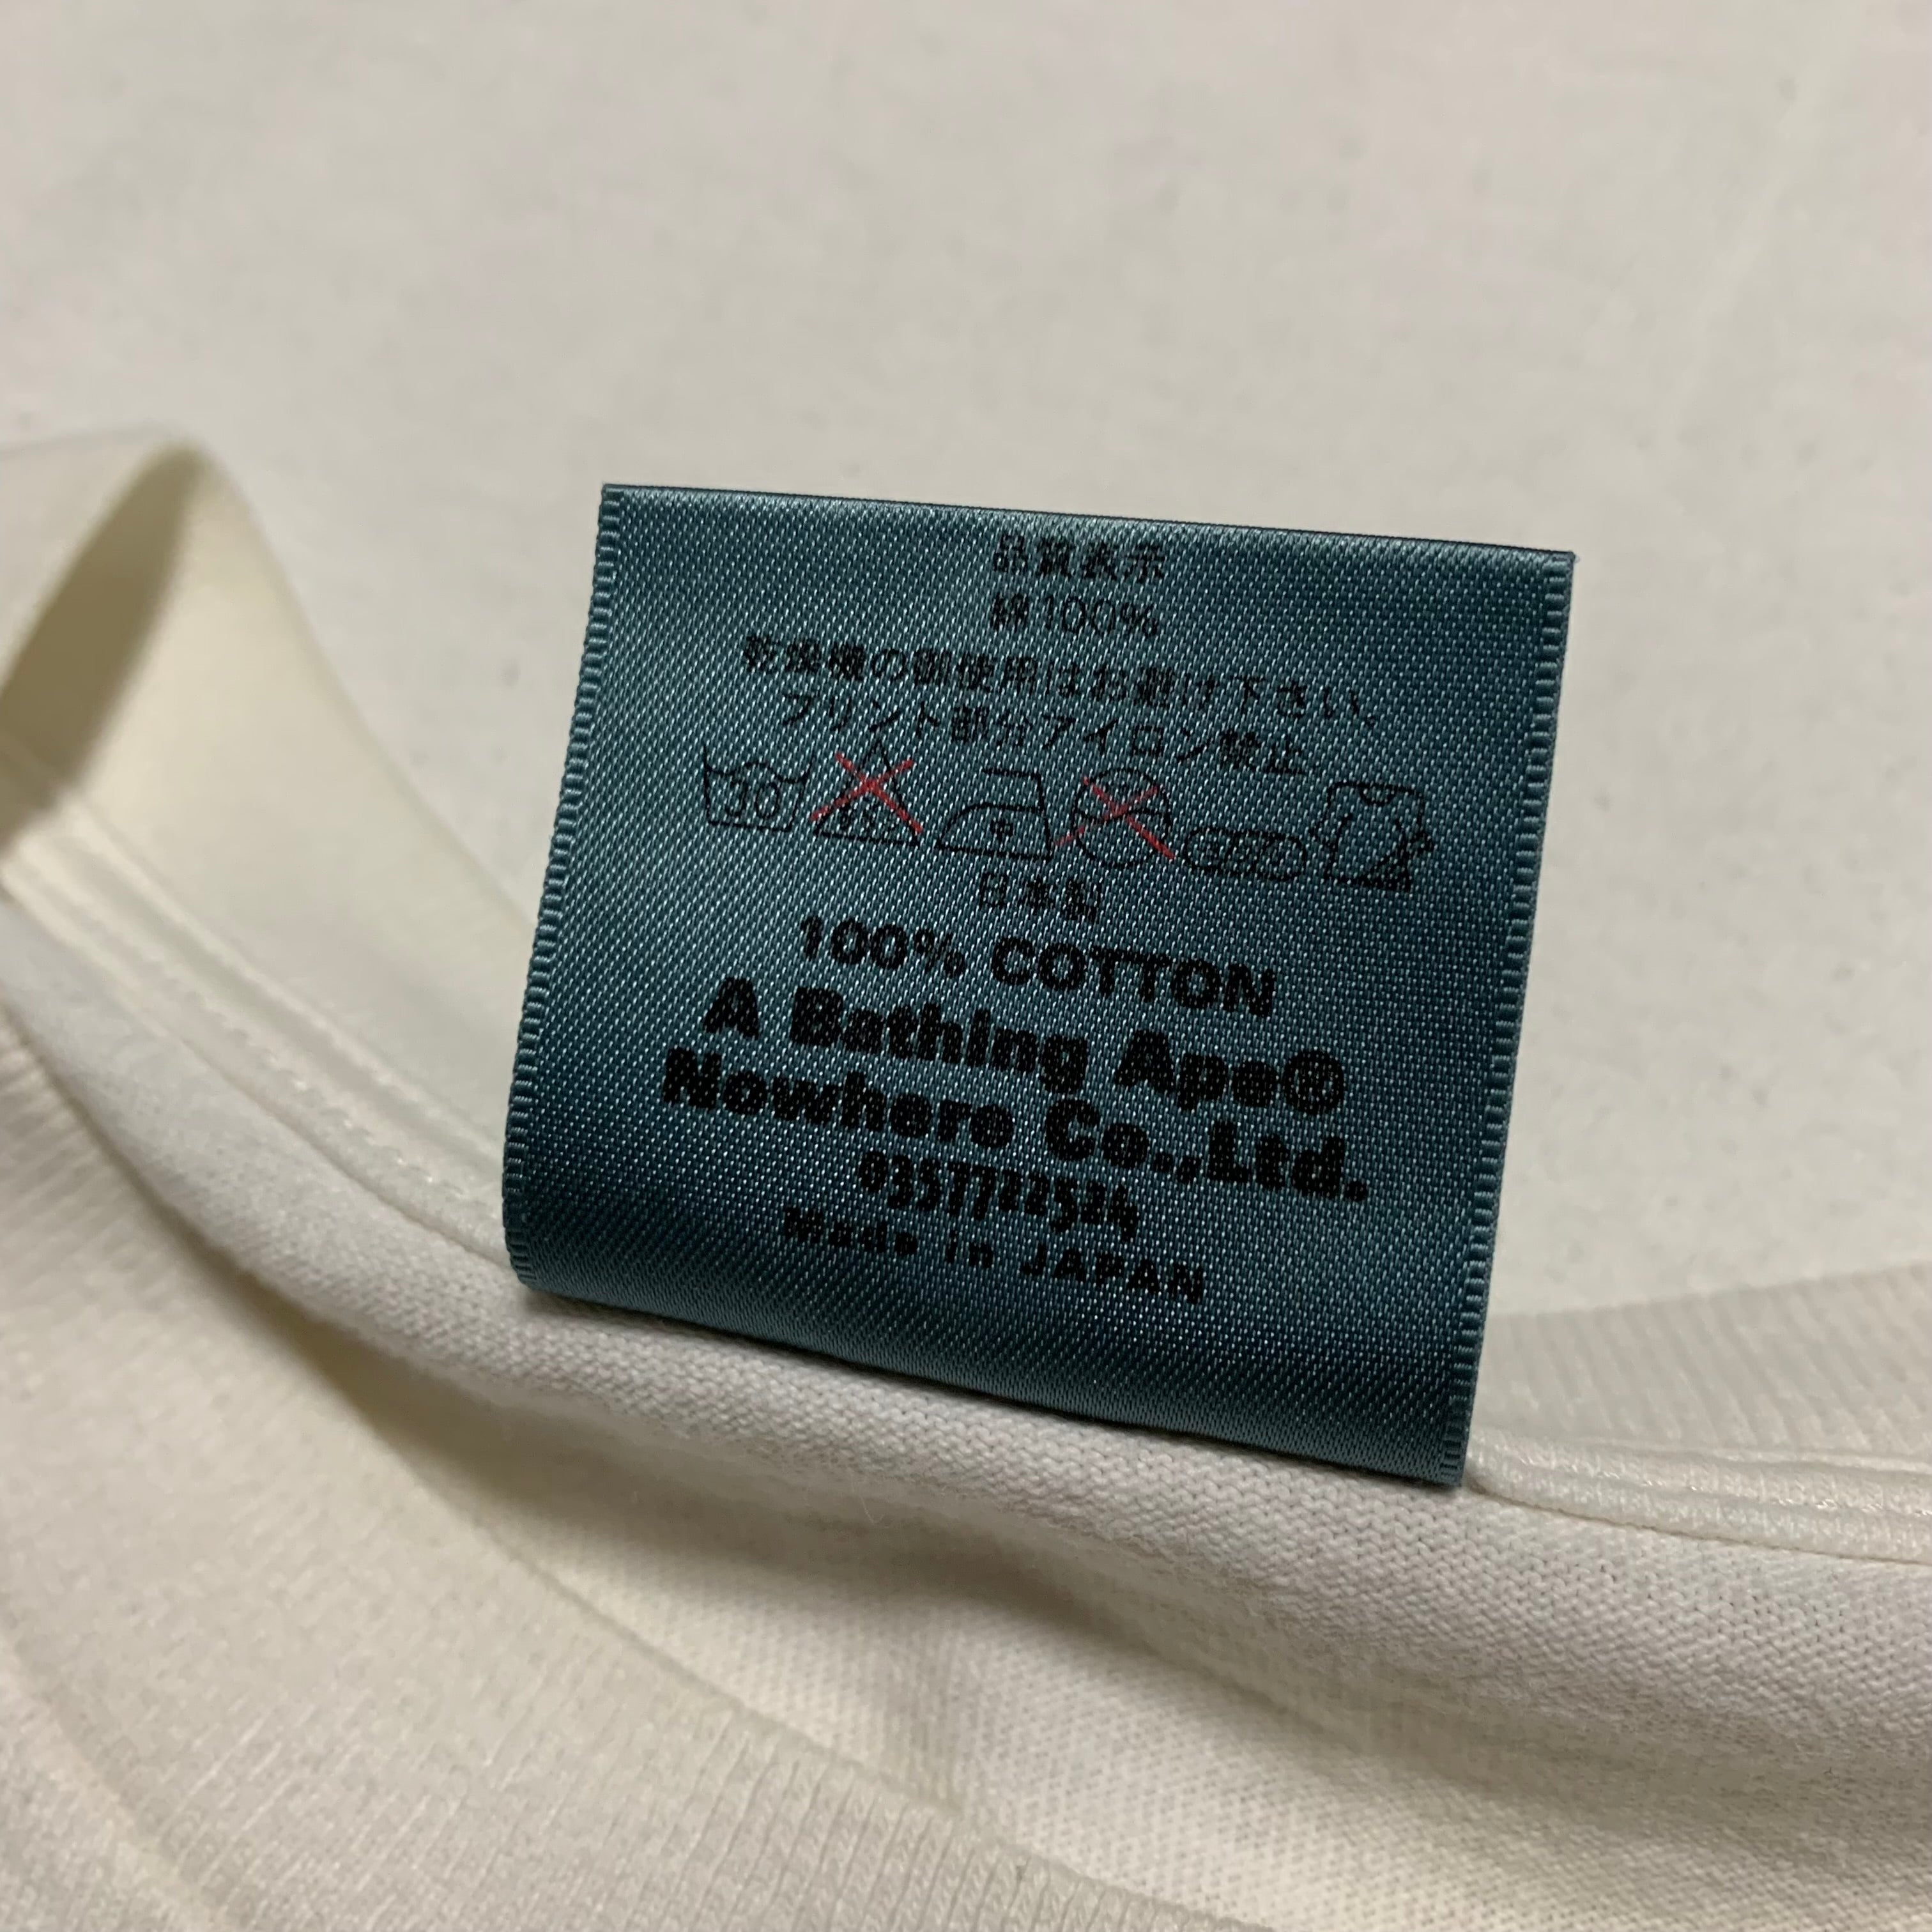 品質表示
綿100%
乾燥機の御使用はお避け下さい。
プリント部分アイロン禁止
30 中
日本製
100% COTTON
A Bathing Ape®
Nowhere Co.,Ltd.
0357722524
Made in JAPAN